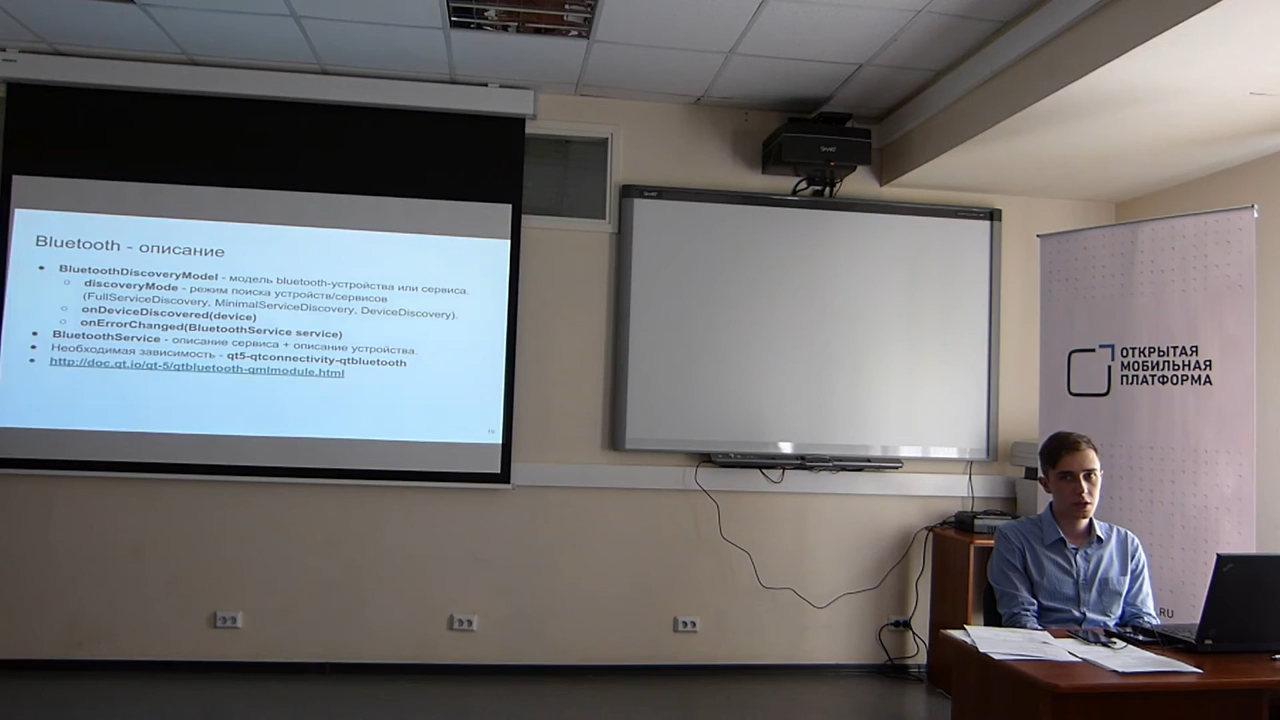 Bluetooth - описание
BluetoothDiscoveryModel - модель bluetooth-устройства или сервиса.
discoveryMode - режим поиска устройств/сервисов
(FullServiceDiscovery, MinimalServiceDiscovery, DeviceDiscovery).
onDeviceDiscovered(device)
onErrorChanged(BluetoothService service)
BluetoothService - описание сервиса + описание устройства.
Необходимая зависимость - qt5-qtconnectivity-qtbluetooth
http://doc.qt.io/qt-5/qtbluetooth-qmlmodule.html
SMART
ОТКРЫТАЯ
МОБИЛЬНАЯ
ПЛАТФОРМА
.RU